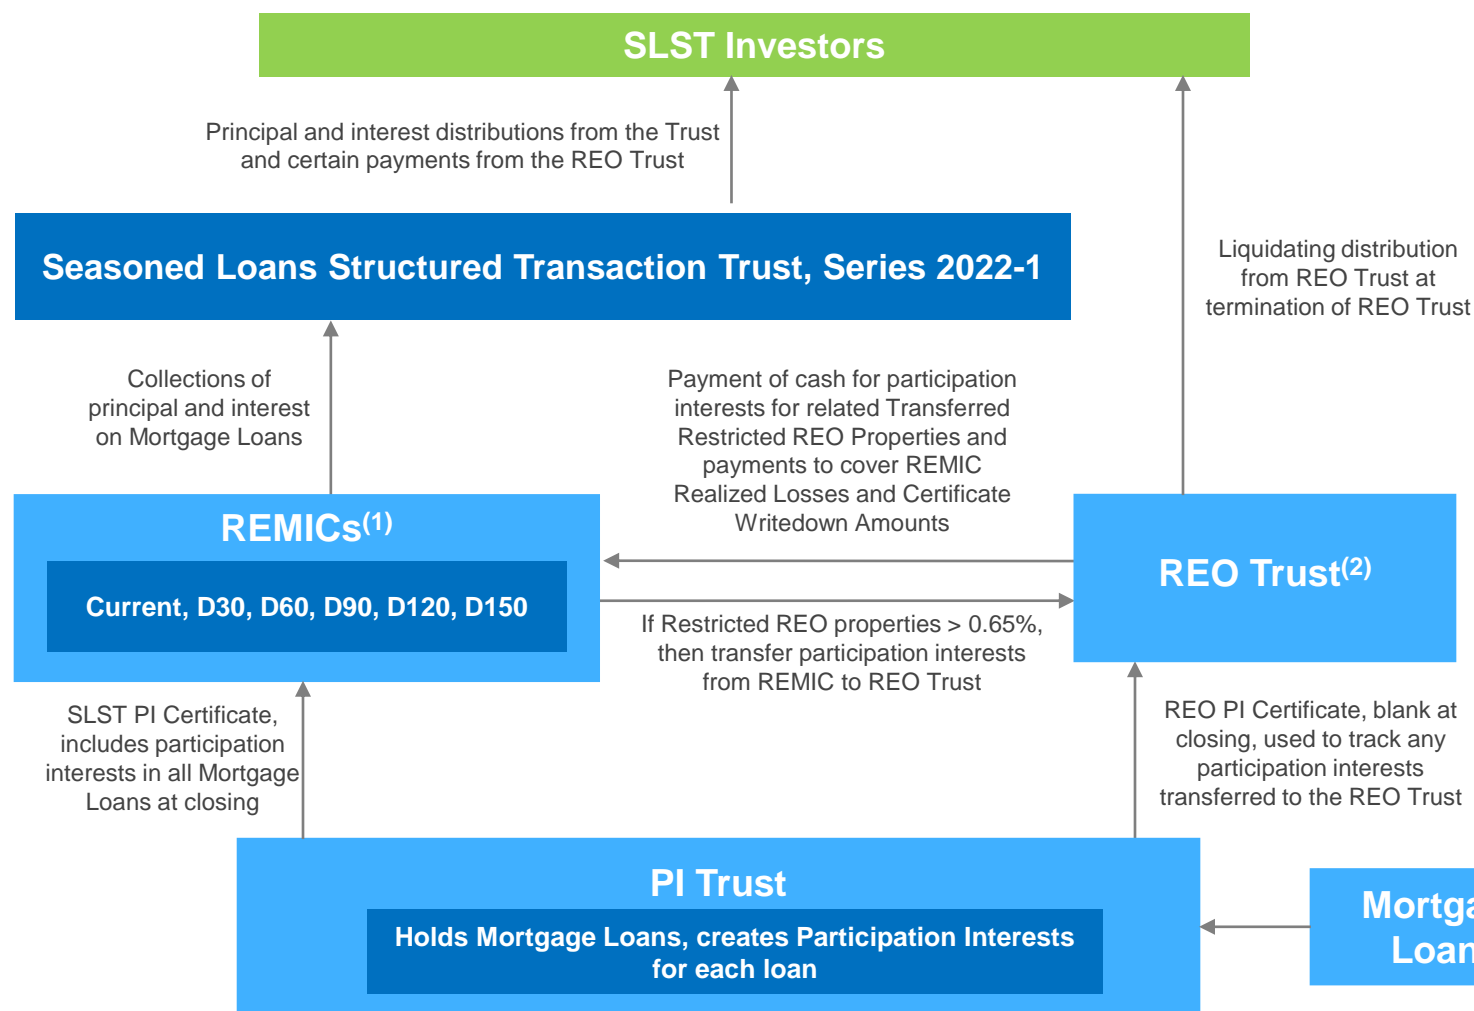 SLST Investors
Principal and interest distributions from the Trust
and certain payments from the REO Trust
Seasoned Loans Structured Transaction Trust, Series 2022-1
Liquidating distribution
from REO Trust at
termination of REO Trust
Collections of
principal and interest
on Mortgage Loans
Payment of cash for participation
interests for related Transferred
Restricted REO Properties and
payments to cover REMIC
Realized Losses and Certificate
Writedown Amounts
REMICs(1)
Current, D30, D60, D90, D120, D150
REO Trust(2)
If Restricted REO properties > 0.65%,
then transfer participation interests
from REMIC to REO Trust
SLST PI Certificate,
includes participation
interests in all Mortgage
Loans at closing
REO PI Certificate, blank at
closing, used to track any
participation interests
transferred to the REO Trust
PI Trust
Holds Mortgage Loans, creates Participation Interests
for each loan